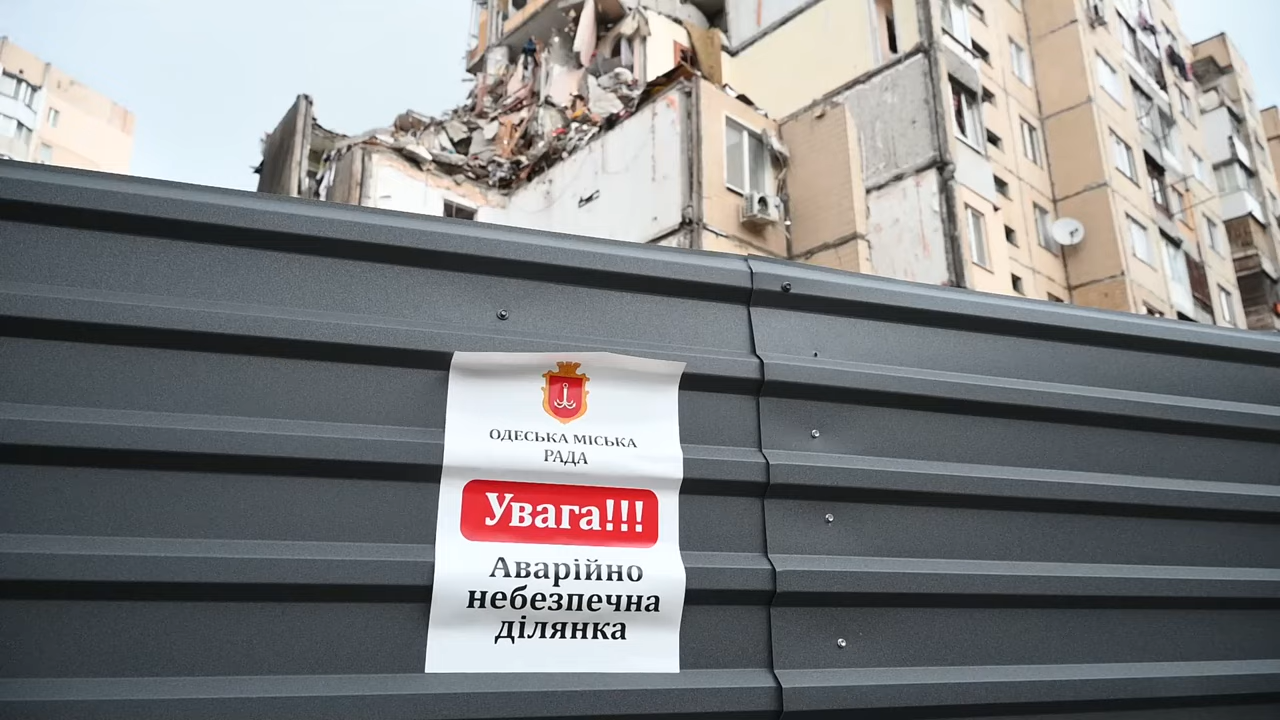 ОДЕСЬКА МІСЬКА
РАДА
Увага!!!
Аварійно
небезпечна
ділянка